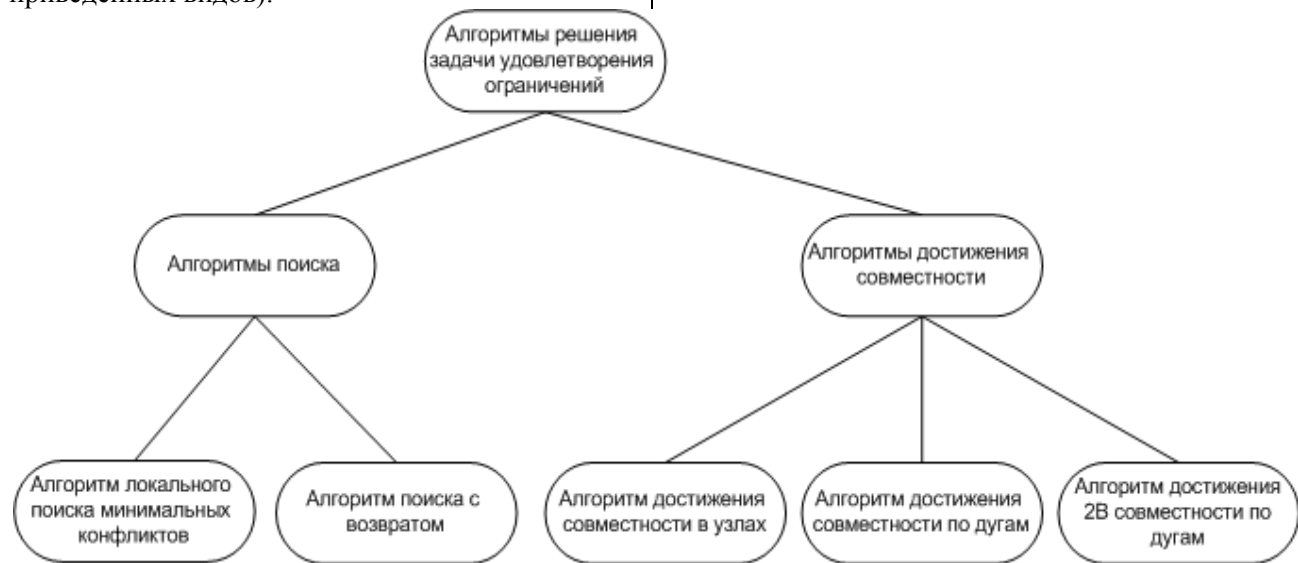 приведенных видов).
Алгоритмы решения
задачи удовлетворения
ограничений
Алгоритмы поиска
Алгоритмы достижения
совместности
Алгоритм локального
поиска минимальных
конфликтов
Алгоритм поиска с
возвратом
Алгоритм достижения
совместности в узлах
Алгоритм достижения
совместности по дугам
Алгоритм достижения
2B совместности по
дугам